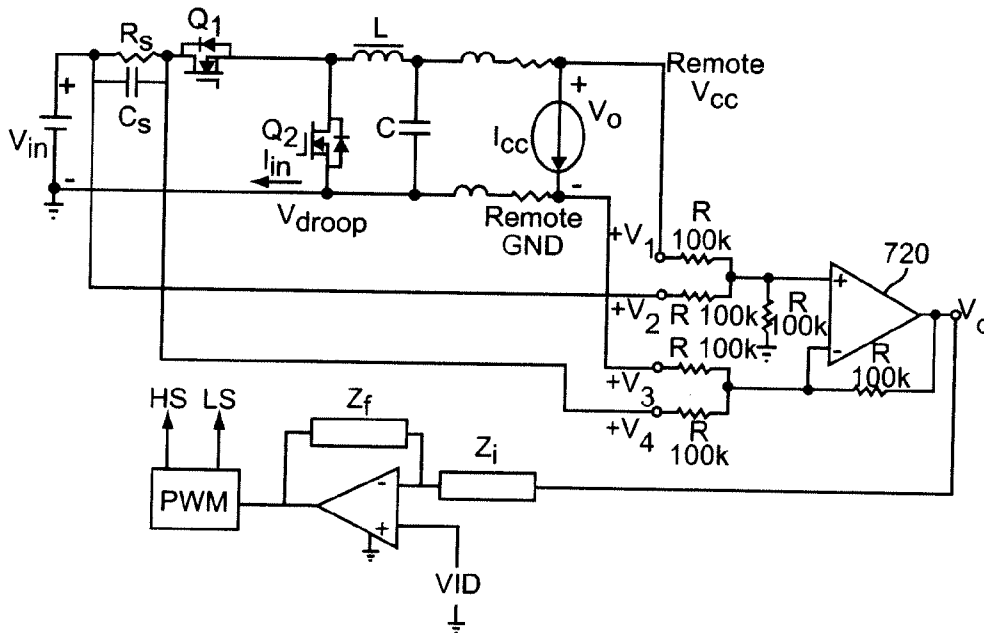 Rs
Q1
L
Remote
Vcc
+
Cs
+
Vo
Vin
Q2
C
Icc
Iin
-
-
Vdroop
Remote
GND
R
100k
+V1
720
+
+V2
R 100k
R
100k
Vo
R 100k
-
R
100k
+V3
+V4
R
100k
HS
LS
Zf
Zi
PWM
-
+
VID